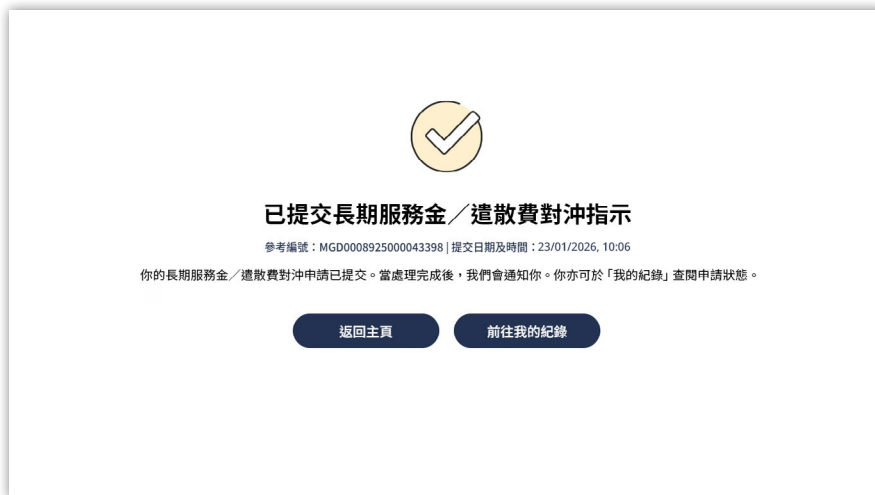 已提交長期服務金／遣散費對沖指示
參考編號：MGD0008925000043398 | 提交日期及時間：23/01/2026, 10:06
你的長期服務金／遣散費對沖申請已提交。當處理完成後，我們會通知你。你亦可於「我的紀錄」查閱申請狀態。
返回主頁 前往我的紀錄